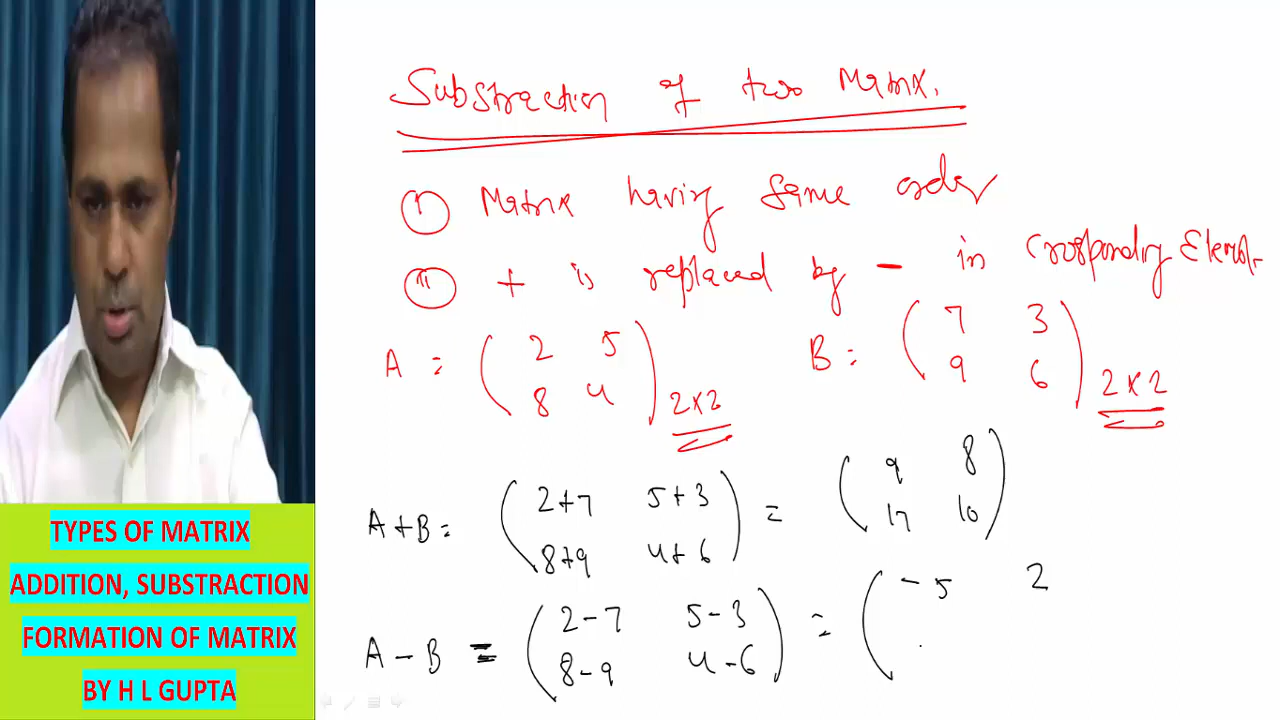 Substraction of two Matrix.
I Matrix having same order
II + is replaced by - in Crosponding Element.
A = ( 2 5
8 4 ) 2×2
B = ( 7 3
9 6 ) 2×2
A+B = ( 2+7 5+3
8+9 4+6 ) = ( 9 8
17 10 )
A-B = ( 2-7 5-3
8-9 4-6 ) = ( -5 2
TYPES OF MATRIX
ADDITION, SUBSTRACTION
FORMATION OF MATRIX
BY H L GUPTA